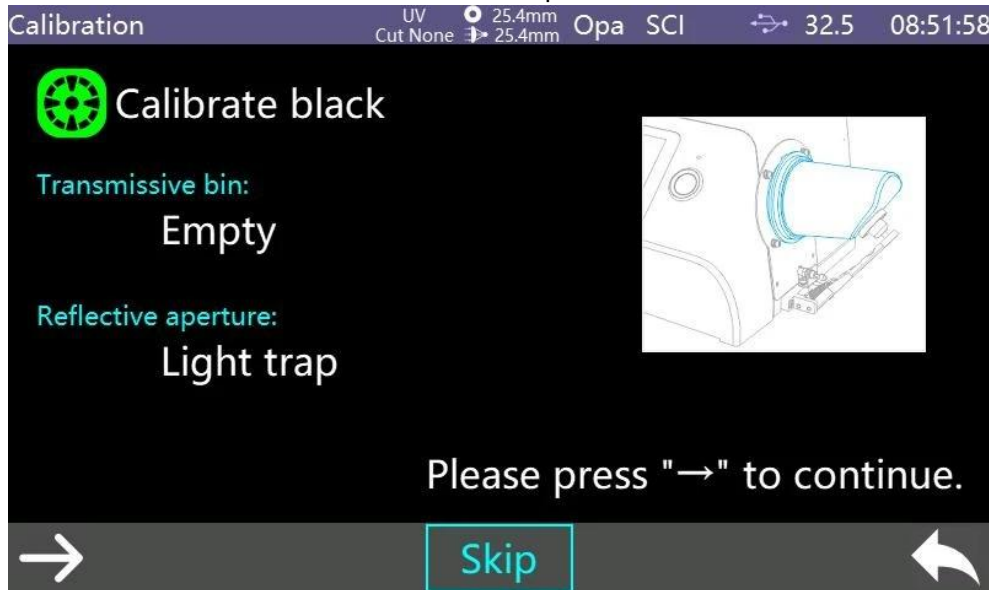 Calibration UV Cut None 25.4mm 25.4mm Opa SCI 32.5 08:51:58
Calibrate black
Transmissive bin:
Empty
Reflective aperture:
Light trap
Please press "→" to continue.
Skip